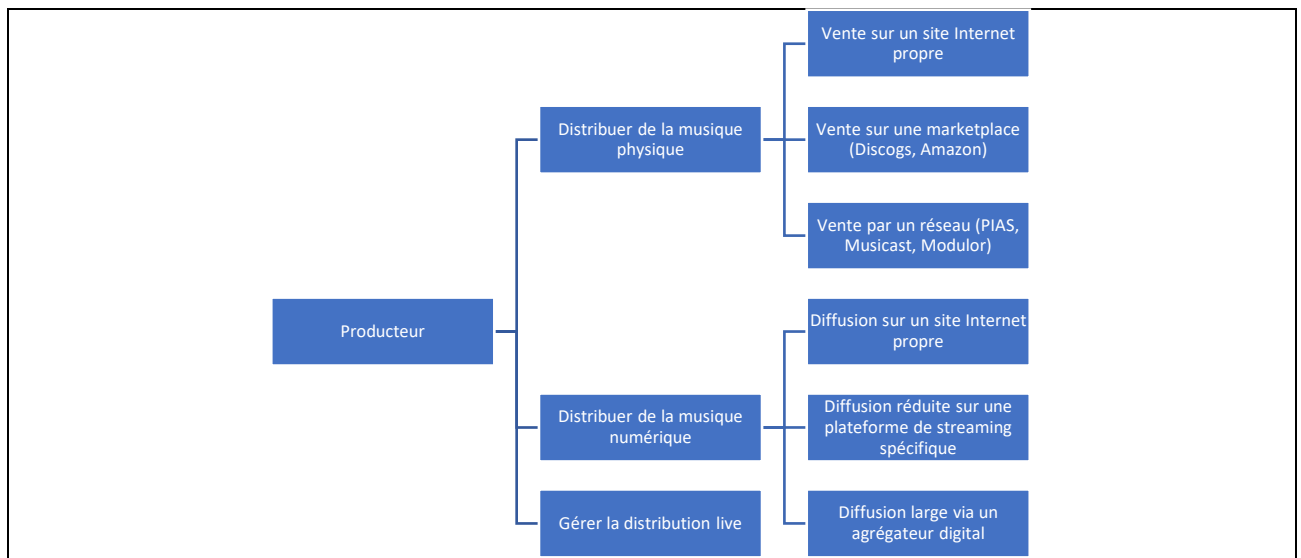 Producteur
Distribuer de la musique
physique
Vente sur un site Internet
propre
Vente sur une marketplace
(Discogs, Amazon)
Vente par un réseau (PIAS,
Musicast, Modulor)
Distribuer de la musique
numérique
Diffusion sur un site Internet
propre
Diffusion réduite sur une
plateforme de streaming
spécifique
Diffusion large via un
agrégateur digital
Gérer la distribution live